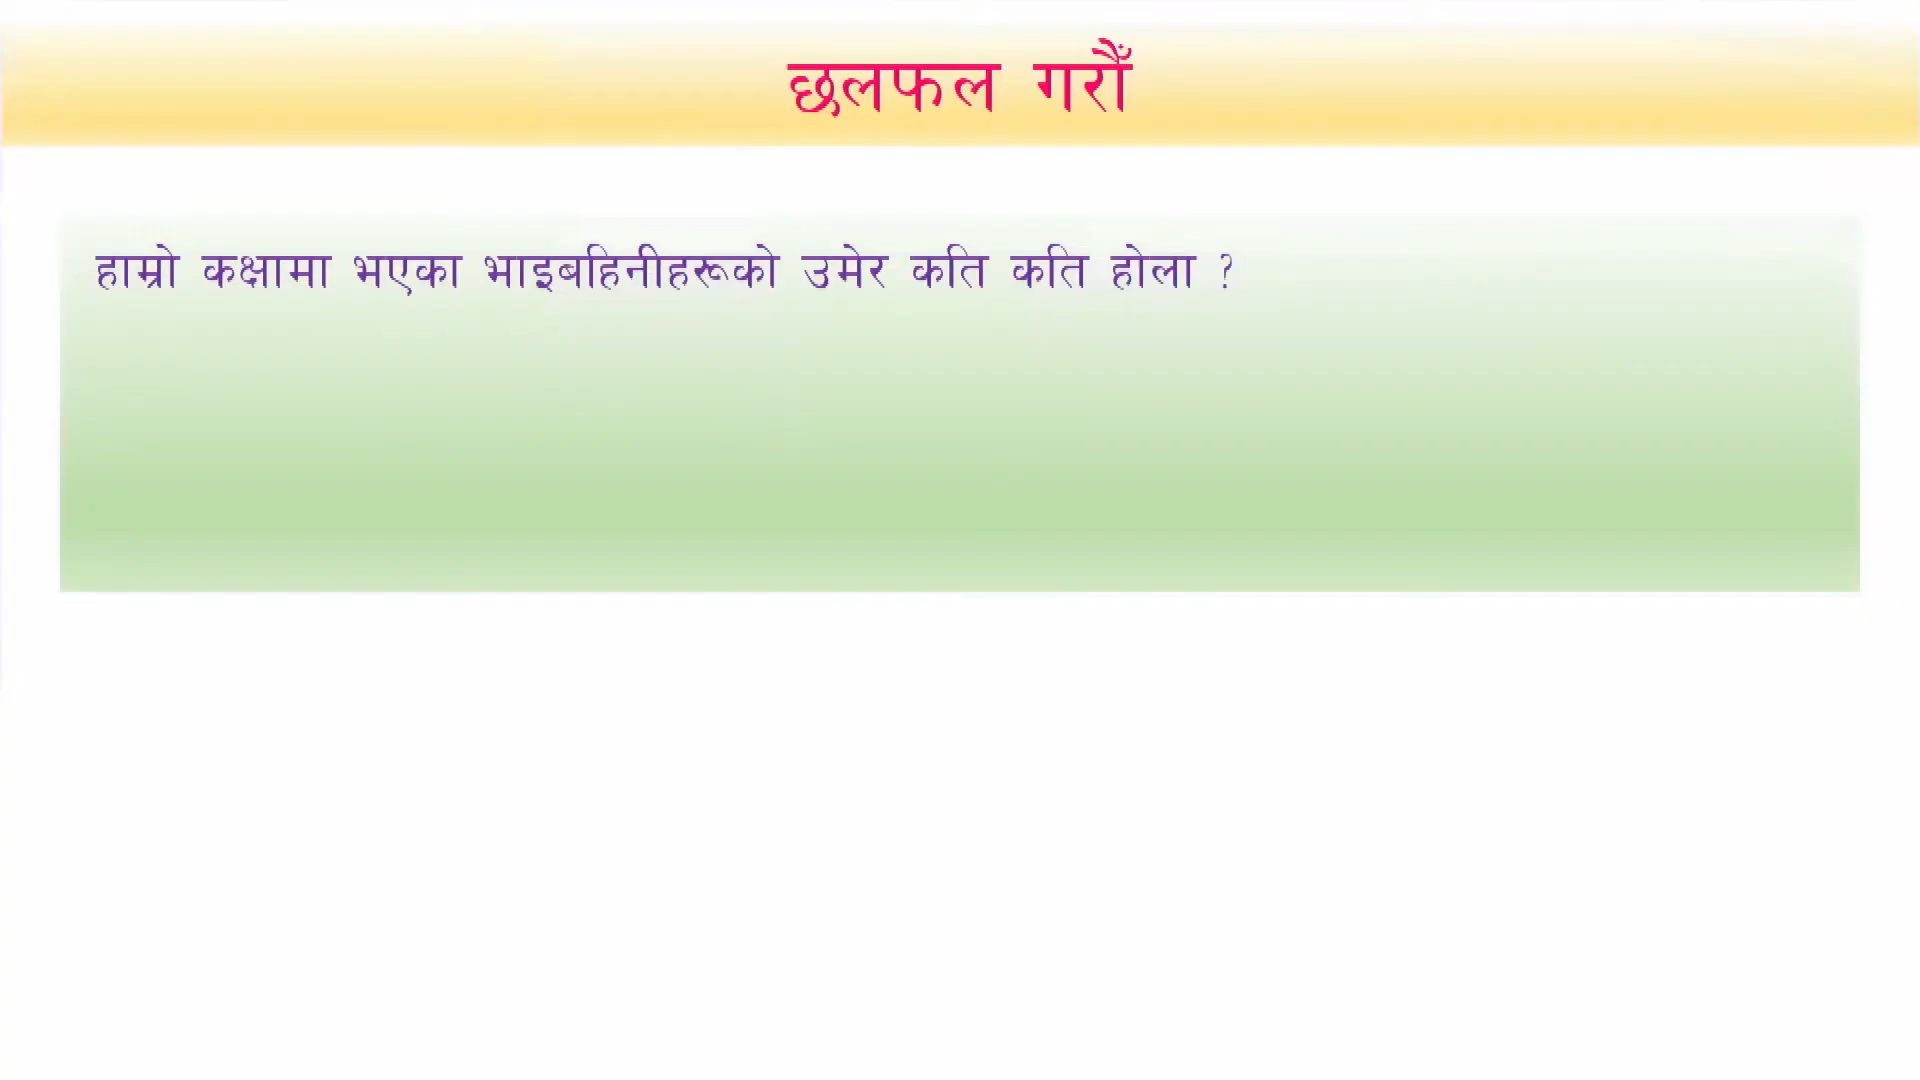 छलफल गरौँ
हाम्रो कक्षामा भएका भाइबहिनीहरूको उमेर कति कति होला ?